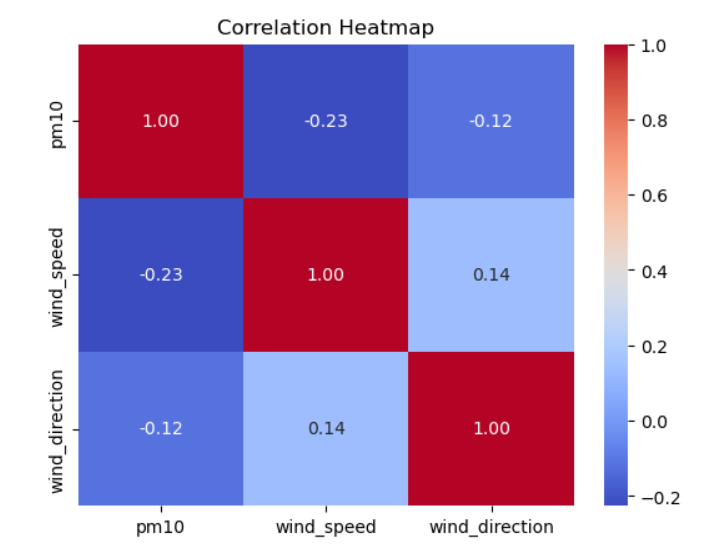 Correlation Heatmap
pm10
1.00
-0.23
-0.12
wind_speed
-0.23
1.00
0.14
wind_direction
-0.12
0.14
1.00
pm10
wind_speed
wind_direction
1.0
0.8
0.6
0.4
0.2
0.0
−0.2